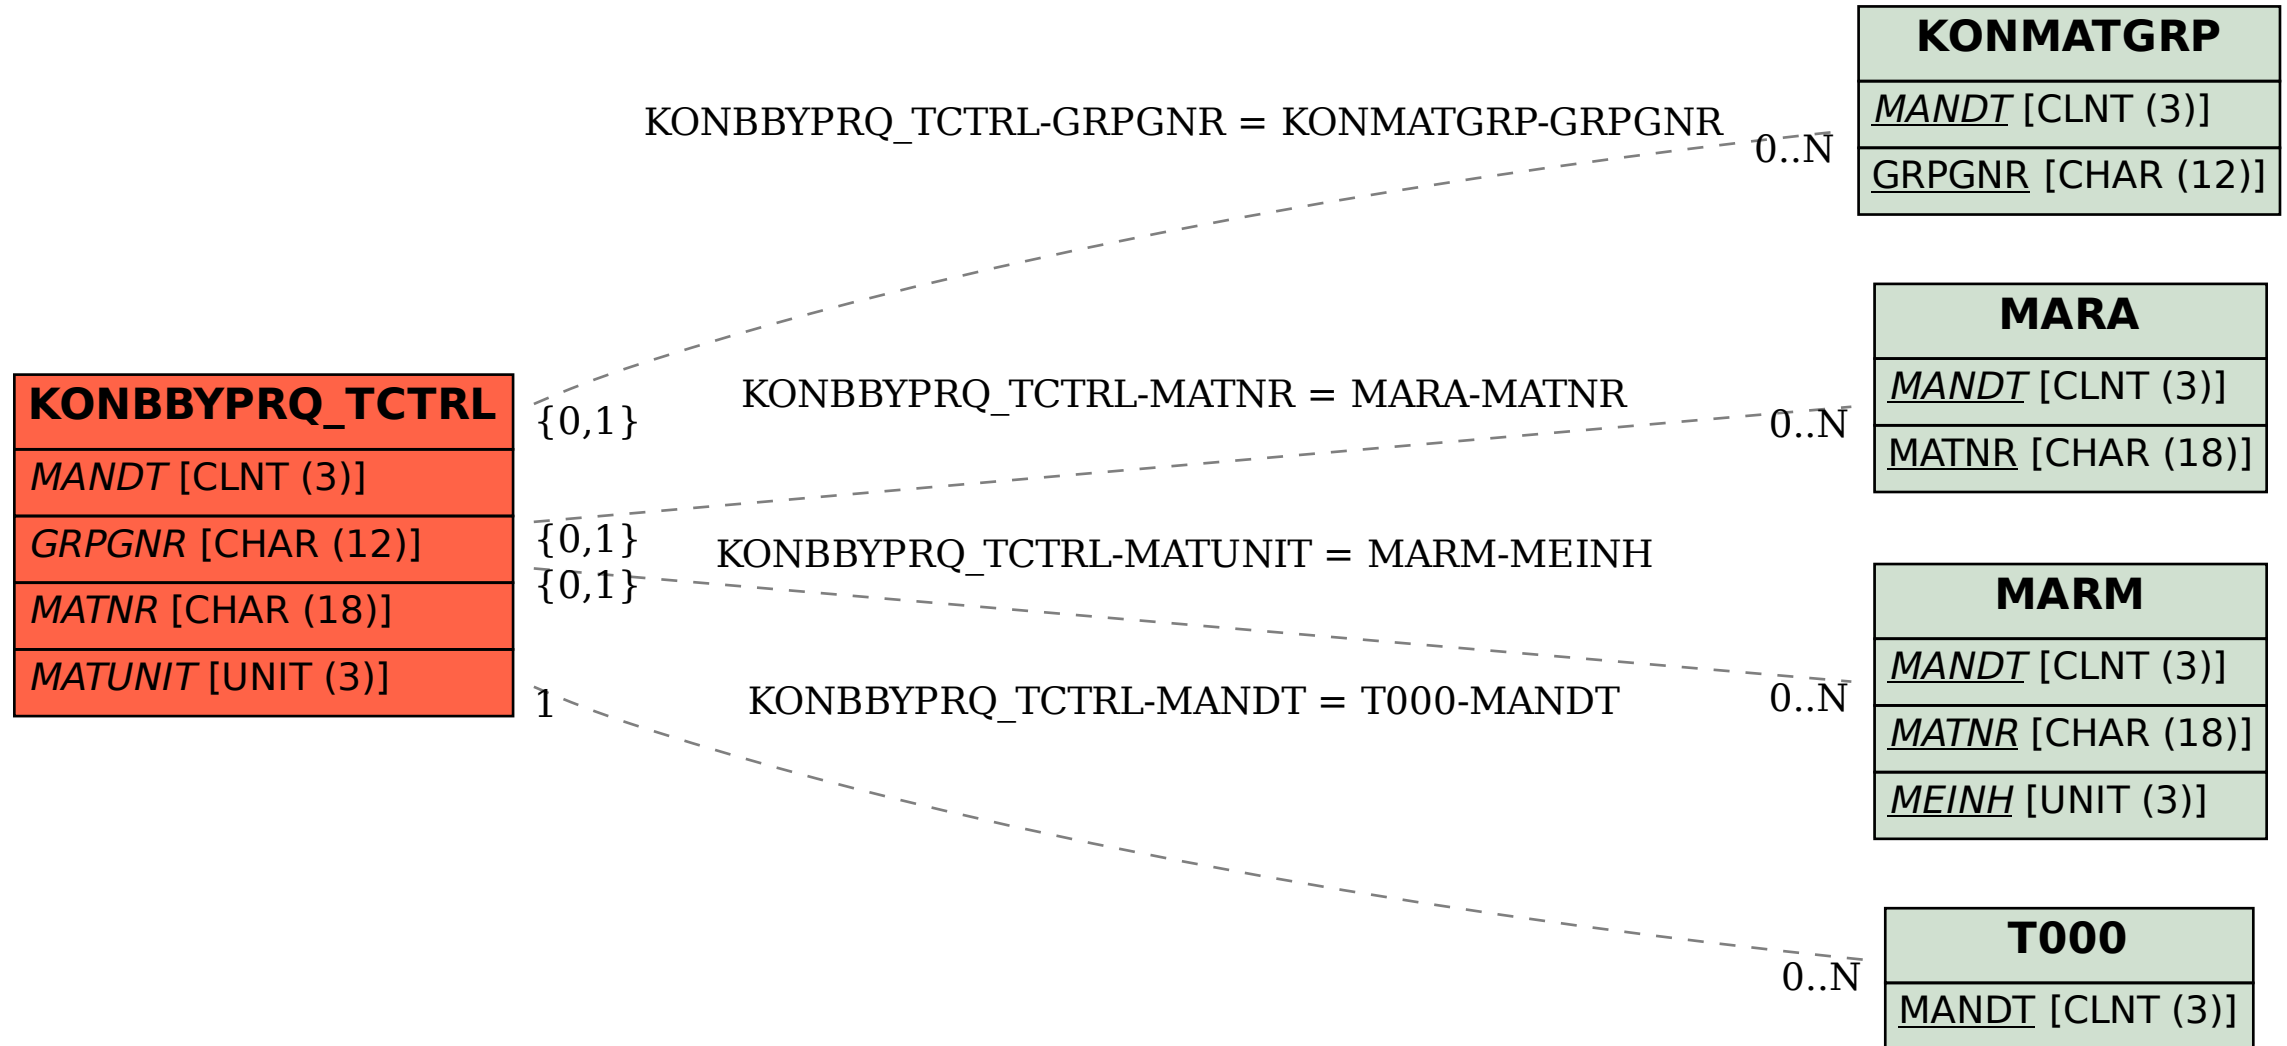 KONMATGRP
MANDT [CLNT (3)]
GRPGNR [CHAR (12)]
KONBBYPRQ_TCTRL-GRPGNR = KONMATGRP-GRPGNR
0..N
MARA
MANDT [CLNT (3)]
MATNR [CHAR (18)]
KONBBYPRQ_TCTRL
MANDT [CLNT (3)]
GRPGNR [CHAR (12)]
MATNR [CHAR (18)]
MATUNIT [UNIT (3)]
{0,1}
KONBBYPRQ_TCTRL-MATNR = MARA-MATNR
0..N
{0,1}
KONBBYPRQ_TCTRL-MATUNIT = MARM-MEINH
{0,1}
0..N
MARM
MANDT [CLNT (3)]
MATNR [CHAR (18)]
MEINH [UNIT (3)]
1
KONBBYPRQ_TCTRL-MANDT = T000-MANDT
0..N
T000
MANDT [CLNT (3)]